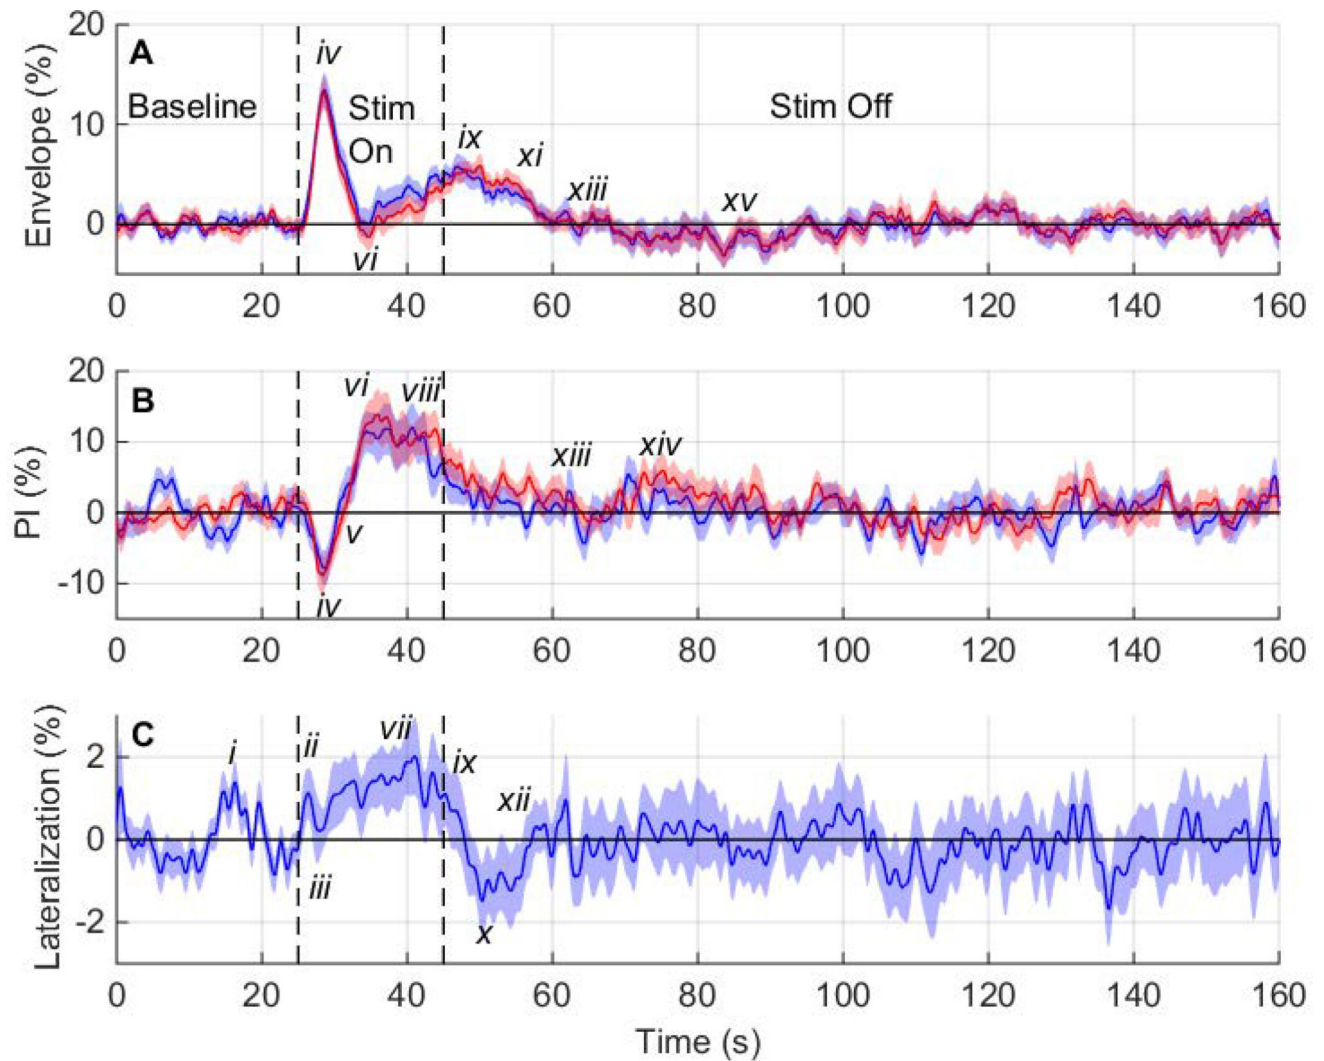 20
A
iv
Baseline
Stim
On
Stim Off
10
ix
xi
xiii
xv
0
vi
Envelope (%)
0 20 40 60 80 100 120 140 160
20
B
vi
viii
10
xiii
xiv
0
v
-10
iv
PI (%)
0 20 40 60 80 100 120 140 160
C
2
i
ii
vii
ix
xii
0
iii
-2
x
Lateralization (%)
0 20 40 60 80 100 120 140 160
Time (s)